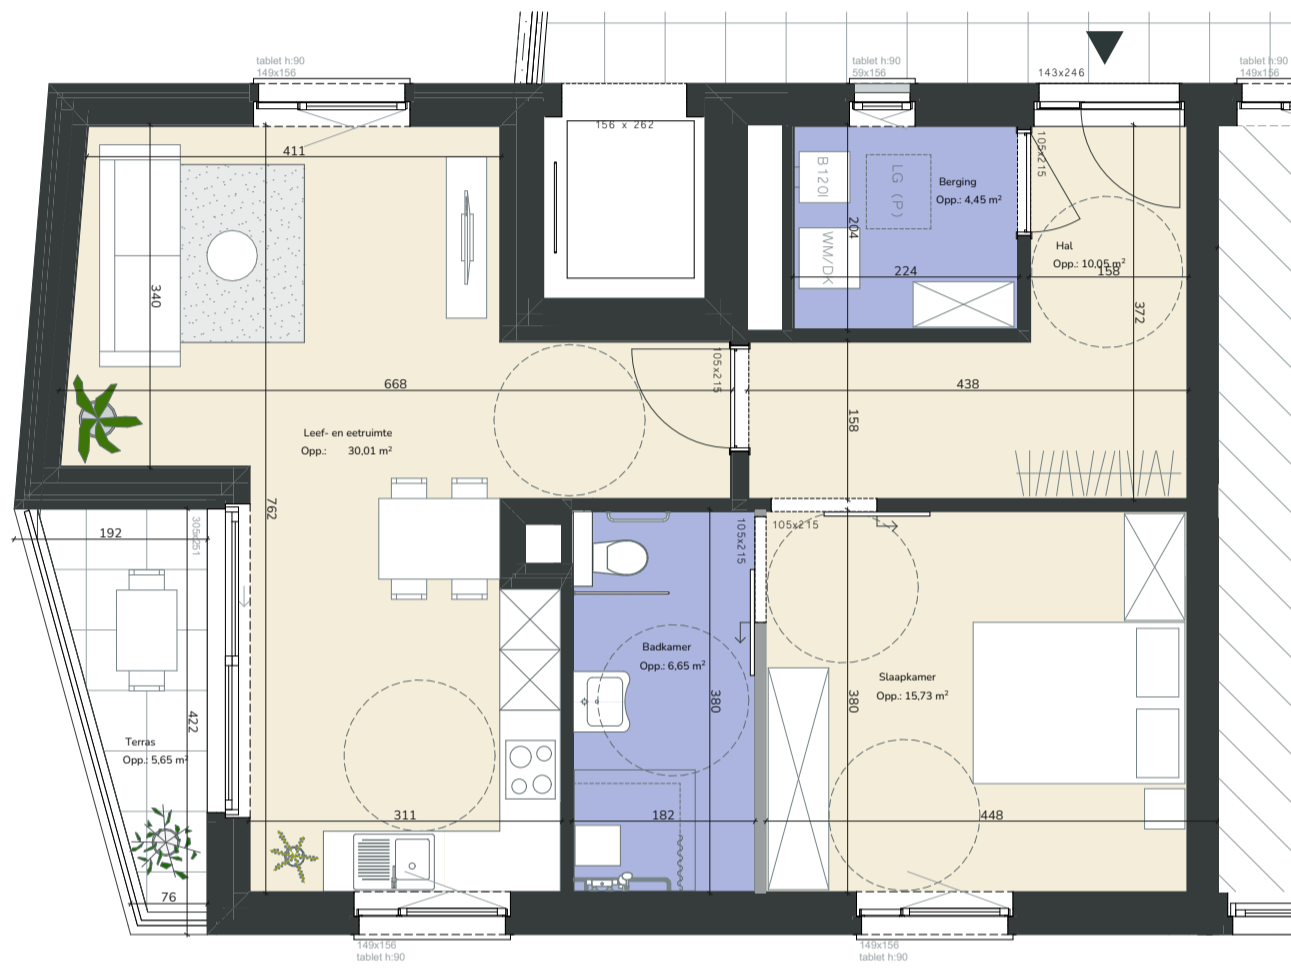 tablet h:90
149x156
tablet h:90
59x156
143x246
tablet h:90
149x156
156 x 262
411
B120l
LG (P)
Berging
Opp.: 4,45 m²
105x215
204
WM/DK
224
Hal
Opp.: 10,05 m²
158
340
372
668
105x215
438
158
Leef- en eetruimte
Opp.: 30,01 m²
762
192
305x251
105x215
105x215
Badkamer
Opp.: 6,65 m²
Slaapkamer
Opp.: 15,73 m²
380
380
422
Terras
Opp.: 5,65 m²
311
182
448
76
149x156
tablet h:90
149x156
tablet h:90